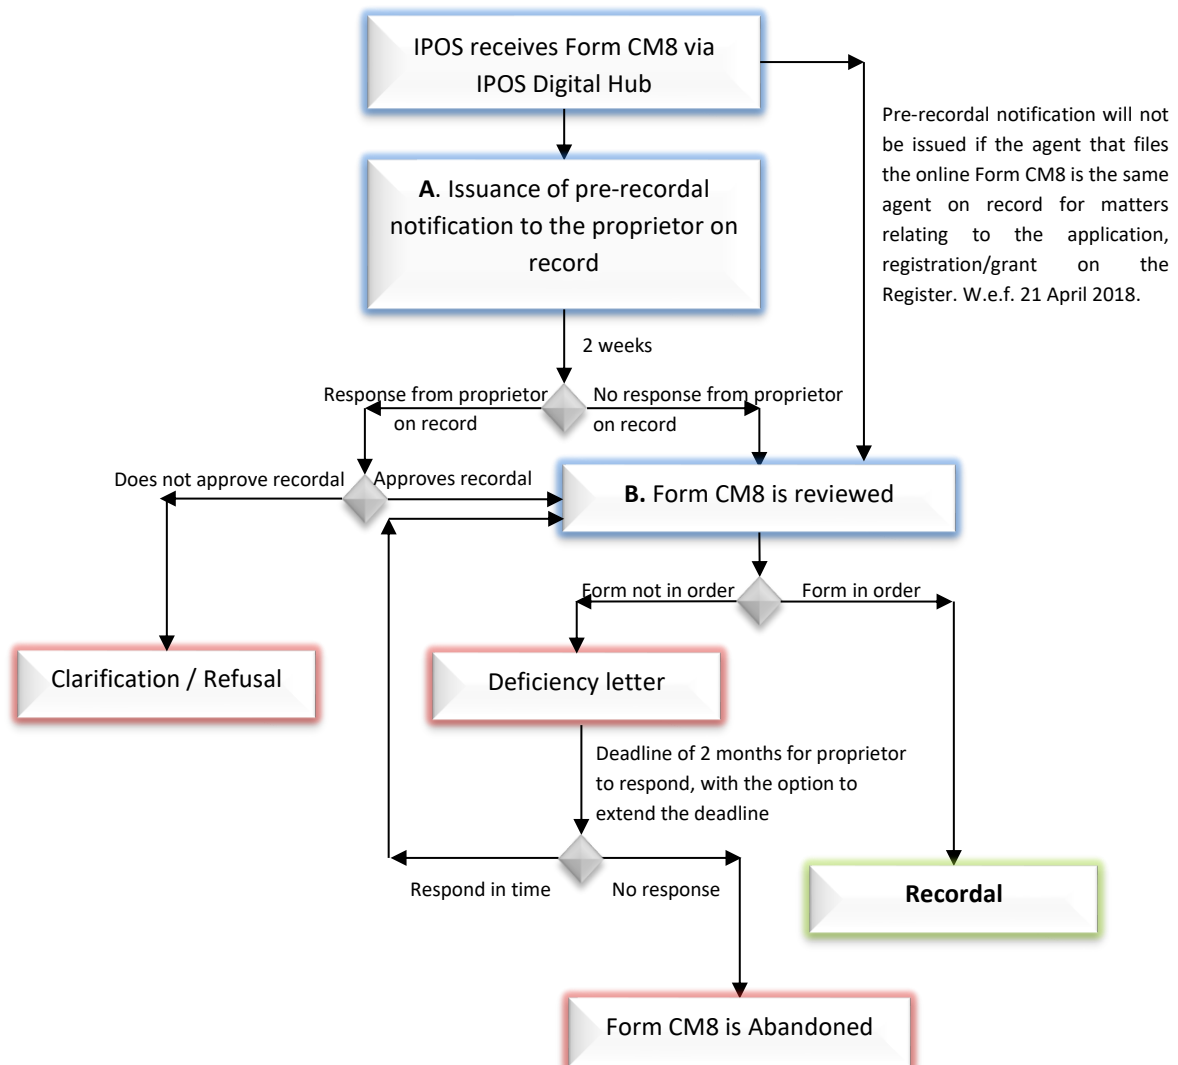 IPOS receives Form CM8 via
IPOS Digital Hub
Pre-recordal notification will not
be issued if the agent that files
the online Form CM8 is the same
agent on record for matters
relating to the application,
registration/grant on the
Register. W.e.f. 21 April 2018.
A. Issuance of pre-recordal
notification to the proprietor on
record
2 weeks
Response from proprietor
on record
No response from proprietor
on record
Does not approve recordal
Approves recordal
B. Form CM8 is reviewed
Form not in order
Form in order
Clarification / Refusal
Deficiency letter
Deadline of 2 months for proprietor
to respond, with the option to
extend the deadline
Respond in time
No response
Recordal
Form CM8 is Abandoned